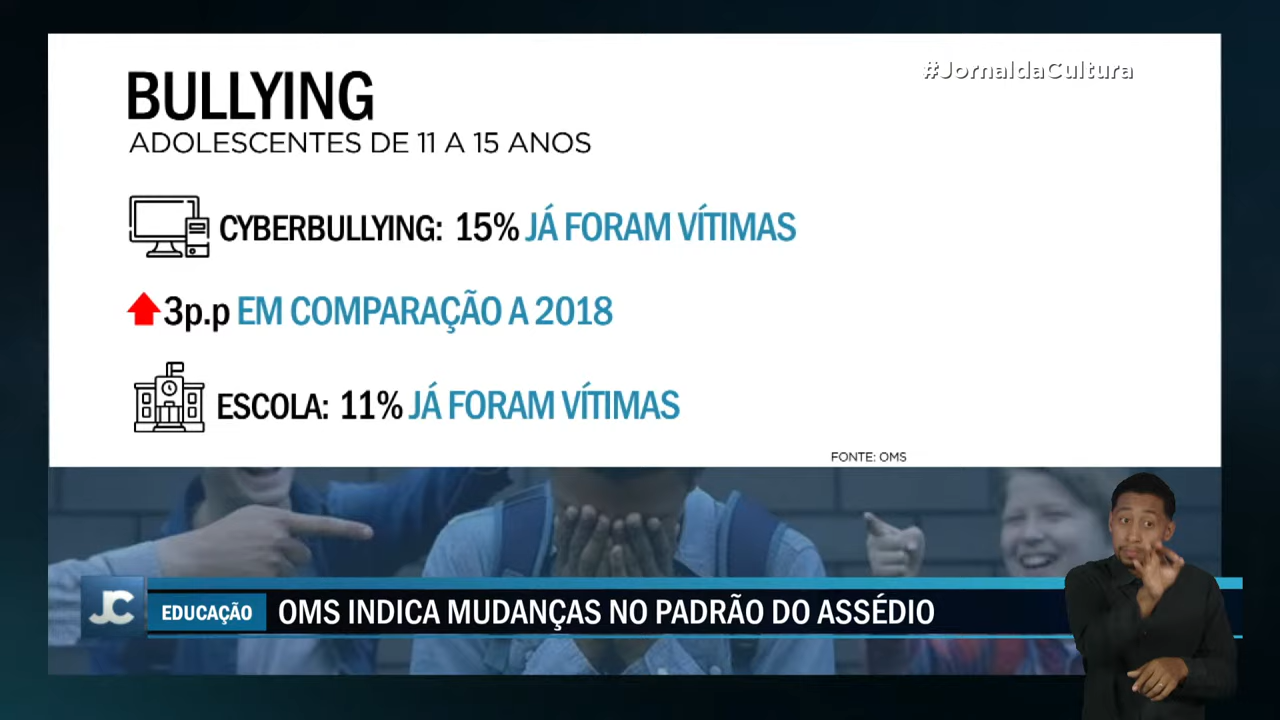 #JornaldaCultura
BULLYING
ADOLESCENTES DE 11 A 15 ANOS
CYBERBULLYING: 15% JÁ FORAM VÍTIMAS
3p.p EM COMPARAÇÃO A 2018
ESCOLA: 11% JÁ FORAM VÍTIMAS
FONTE: OMS
JC
EDUCAÇÃO OMS INDICA MUDANÇAS NO PADRÃO DO ASSÉDIO